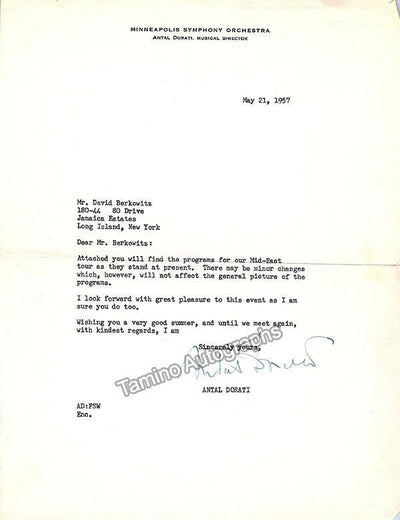 MINNEAPOLIS SYMPHONY ORCHESTRA
ANTAL DORATI, MUSICAL DIRECTOR
May 21, 1957
Mr. David Berkowitz
180-44 80 Drive
Jamaica Estates
Long Island, New York
Dear Mr. Berkowitz:
Attached you will find the programs for our Mid-East
tour as they stand at present. There may be minor changes
which, however, will not affect the general picture of the
programs.
I look forward with great pleasure to this event as I am
sure you do too.
Wishing you a very good summer, and until we meet again,
with kindest regards, I am
Sincerely yours,
Antal Dorati
Tamino Autographs
ANTAL DORATI
AD:FSW
Enc.